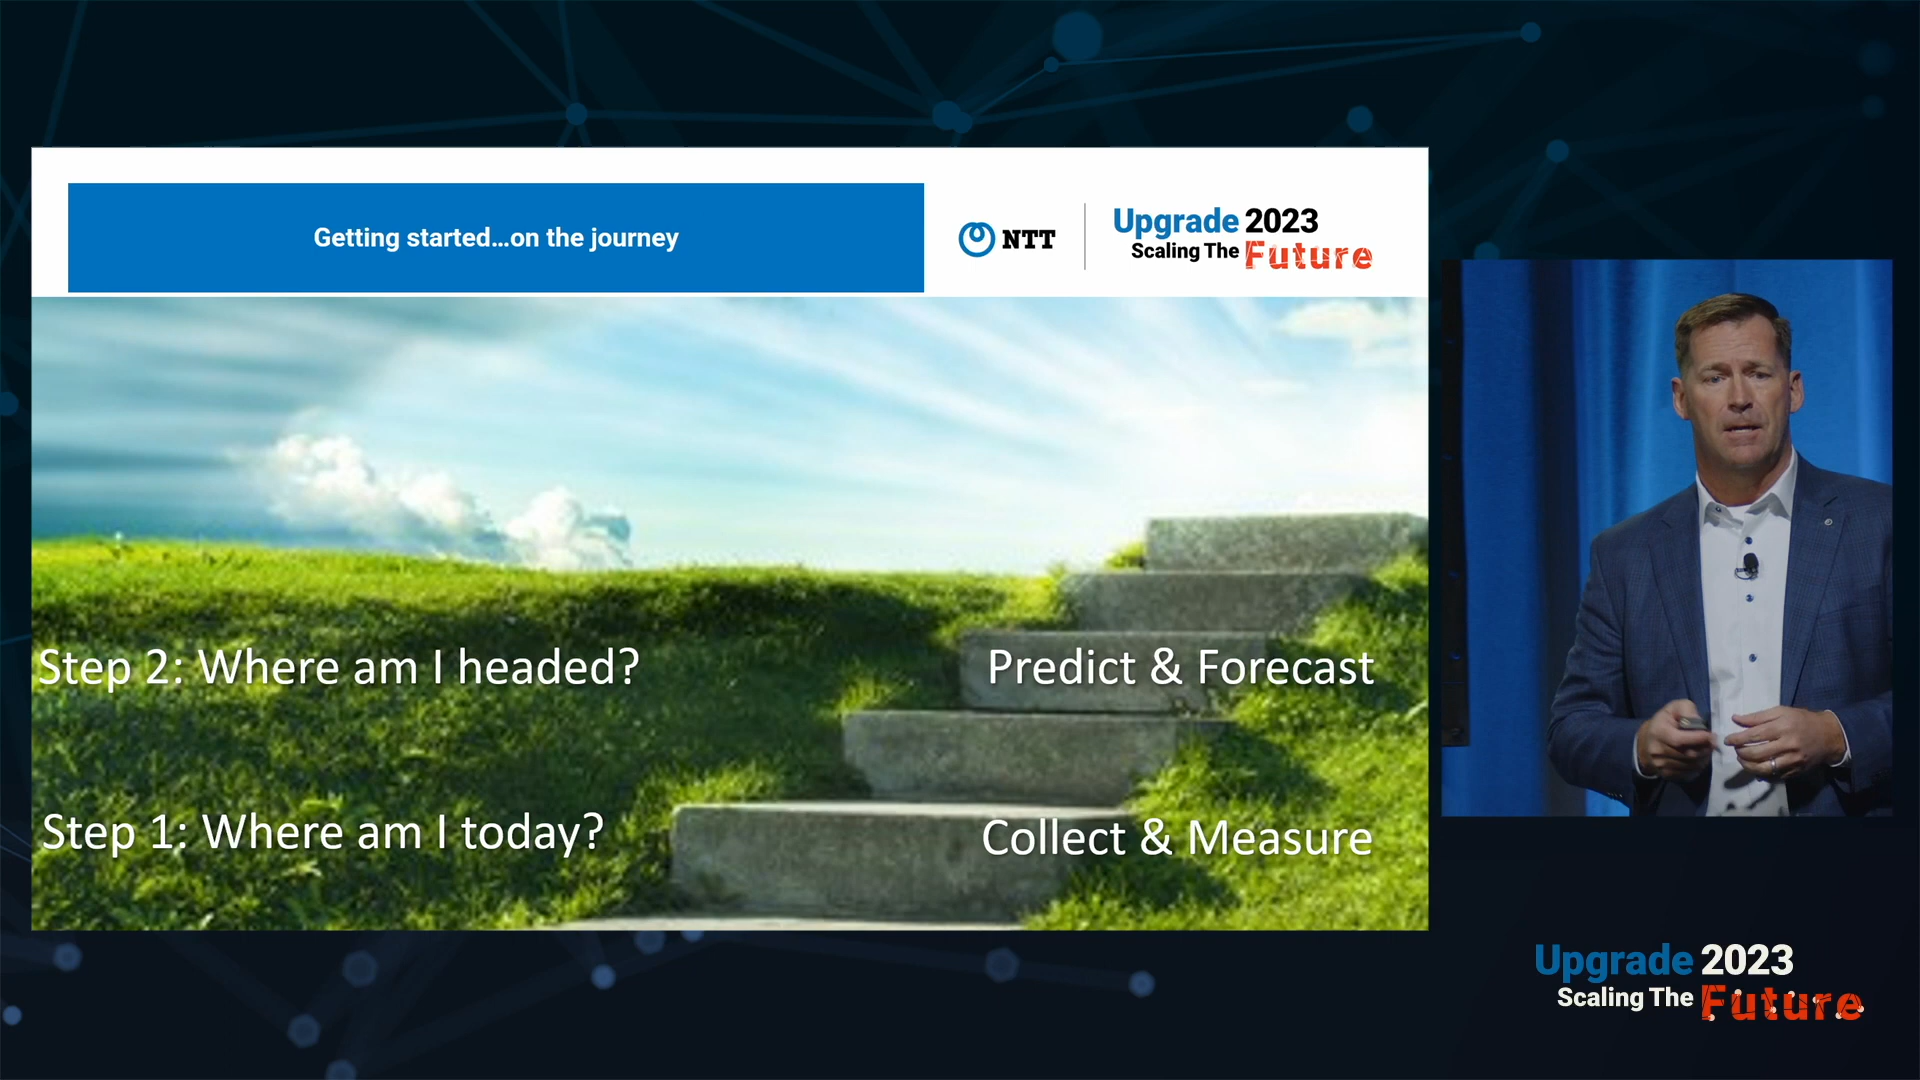 Getting started...on the journey
NTT
Upgrade 2023
Scaling The Future
Step 2: Where am I headed?
Predict & Forecast
Step 1: Where am I today?
Collect & Measure
Upgrade 2023
Scaling The Future